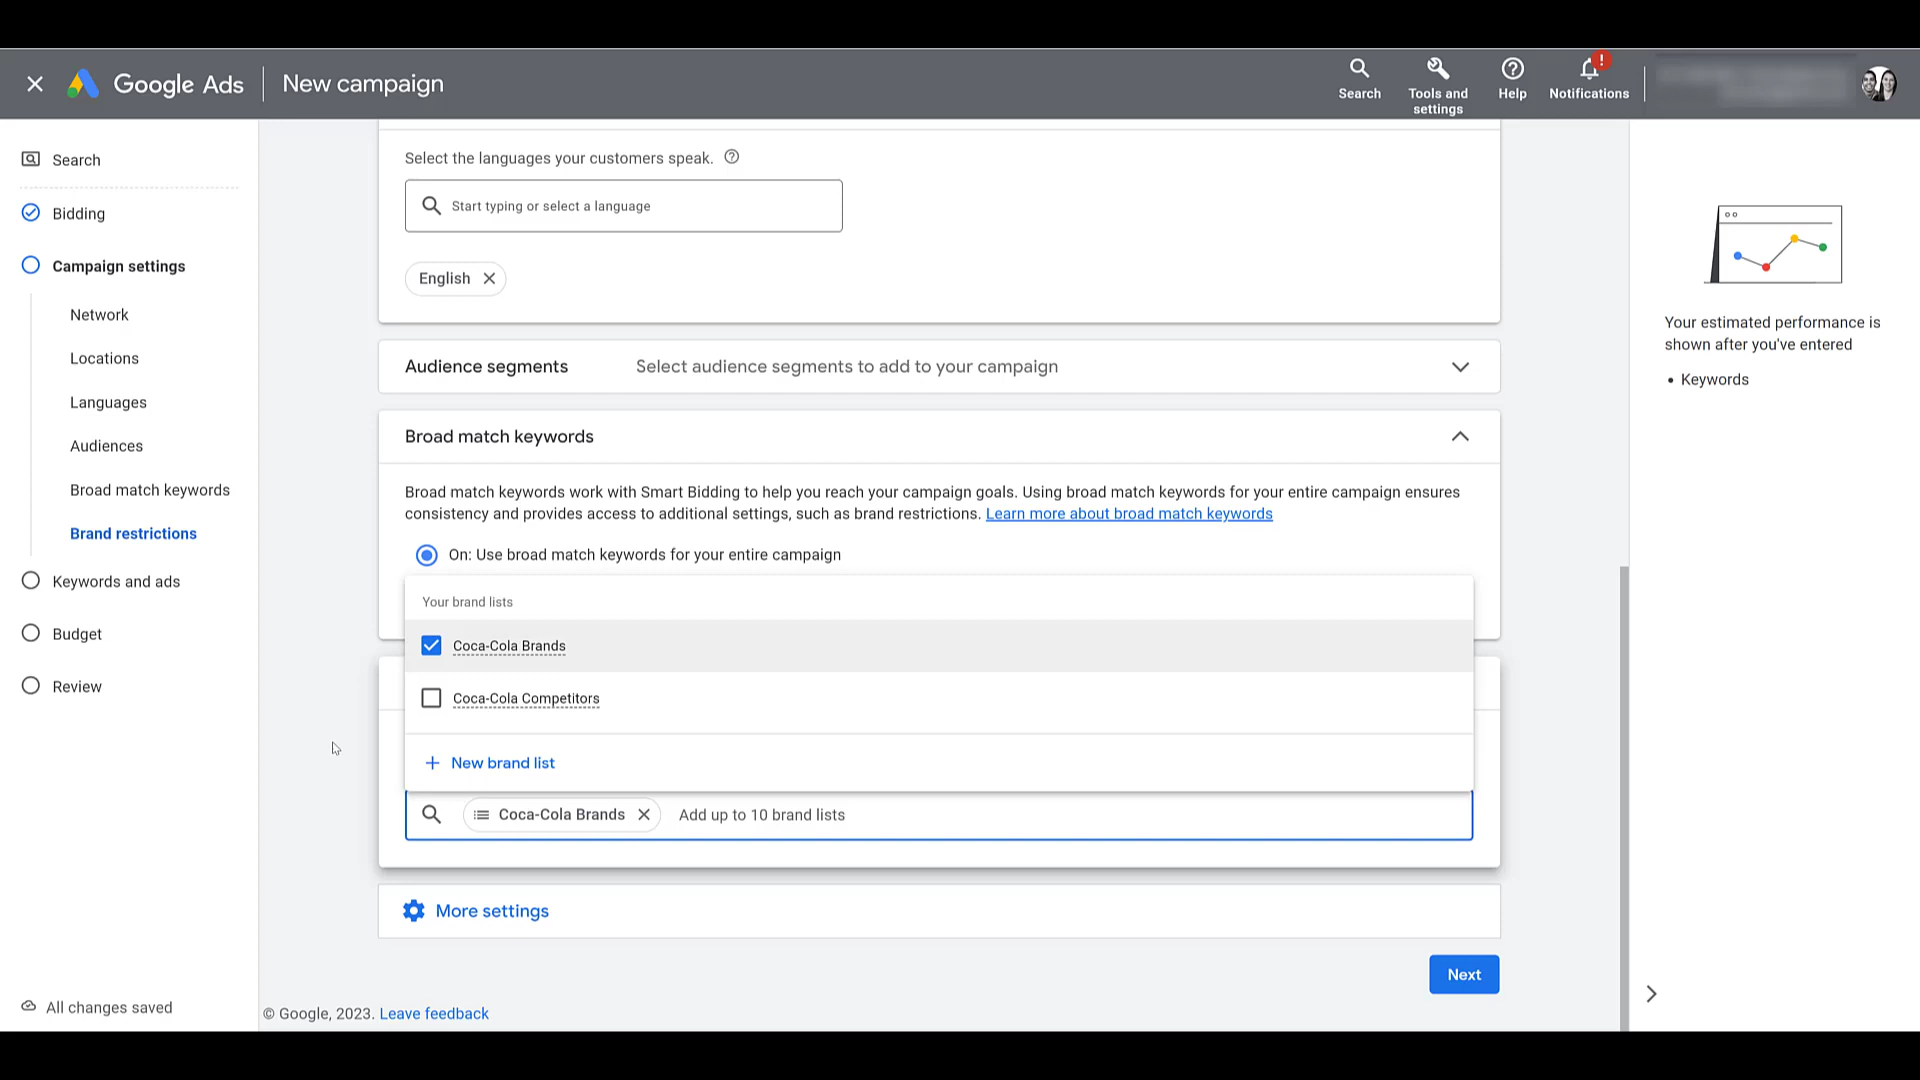 Google Ads
New campaign
Search
Tools and
settings
Help
!
Notifications
Search
Bidding
Campaign settings
Network
Locations
Languages
Audiences
Broad match keywords
Brand restrictions
Keywords and ads
Budget
Review
All changes saved
Select the languages your customers speak.
Start typing or select a language
English
Audience segments
Select audience segments to add to your campaign
Broad match keywords
Broad match keywords work with Smart Bidding to help you reach your campaign goals. Using broad match keywords for your entire campaign ensures
consistency and provides access to additional settings, such as brand restrictions. Learn more about broad match keywords
On: Use broad match keywords for your entire campaign
Your brand lists
Coca-Cola Brands
Coca-Cola Competitors
+ New brand list
Coca-Cola Brands
Add up to 10 brand lists
More settings
Next
© Google, 2023. Leave feedback
Your estimated performance is
shown after you've entered
• Keywords